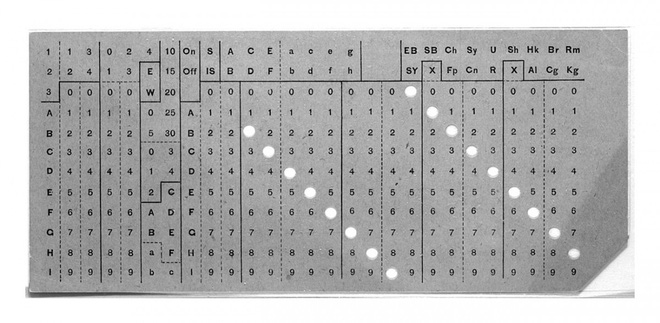 1 1 3 0 2 4 10 On S A C E a c e g EB SB Ch Sy U Sh Hk Br Rm
2 2 4 1 3 E 15 Off IS B D F b d f h SY X Fp Cn R X Al Cg Kg
3 0 0 0 0 W 20 0 0 0 0 0 0 0 0 0 0 0 0 0 0 0 0 0 0
A 1 1 1 1 0 25 A 1 1 1 1 1 1 1 1 1 1 1 1 1 1 1 1 1 1
B 2 2 2 2 5 30 B 2 2 2 2 2 2 2 2 2 2 2 2 2 2 2 2 2
C 3 3 3 3 0 3 C 3 3 3 3 3 3 3 3 3 3 3 3 3 3 3 3 3
D 4 4 4 4 1 4 D 4 4 4 4 4 4 4 4 4 4 4 4 4 4 4 4 4
E 5 5 5 5 2 C E 5 5 5 5 5 5 5 5 5 5 5 5 5 5 5 5 5
F 6 6 6 6 A D F 6 6 6 6 6 6 6 6 6 6 6 6 6 6 6 6 6
G 7 7 7 7 B E G 7 7 7 7 7 7 7 7 7 7 7 7 7 7 7 7 7
H 8 8 8 8 a F H 8 8 8 8 8 8 8 8 8 8 8 8 8 8 8 8 8
I 9 9 9 9 b c I 9 9 9 9 9 9 9 9 9 9 9 9 9 9 9 9 9 9